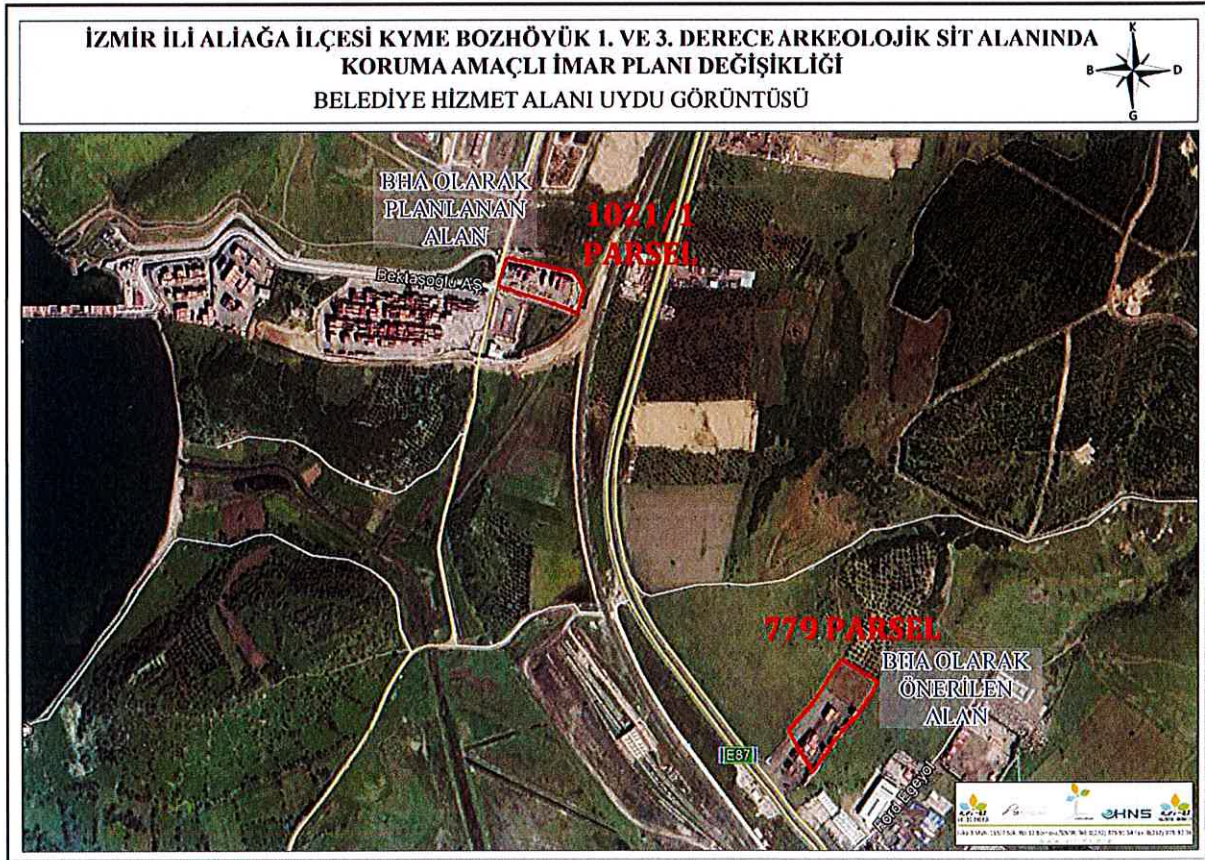 İZMİR İLİ ALİAĞA İLÇESİ KYME BOZHÖYÜK 1. VE 3. DERECE ARKEOLOJİK SİT ALANINDA
KORUMA AMAÇLI İMAR PLANI DEĞİŞİKLİĞİ
BELEDİYE HİZMET ALANI UYDU GÖRÜNTÜSÜ
K
B
D
G
BHA OLARAK
PLANLANAN
ALAN
1021/1
PARSEL
Bektaşoğlu AŞ
779 PARSEL
BHA OLARAK
ÖNERİLEN
ALAN
E87
Ford Egeyol
HNS